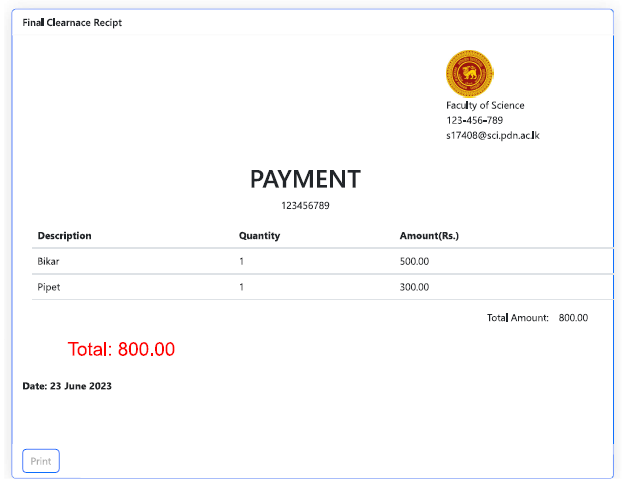 Final Clearnace Recipt
Faculty of Science
123-456-789
s17408@sci.pdn.ac.lk
PAYMENT
123456789
Description Quantity Amount(Rs.)
Bikar 1 500.00
Pipet 1 300.00
Total Amount: 800.00
Total: 800.00
Date: 23 June 2023
Print